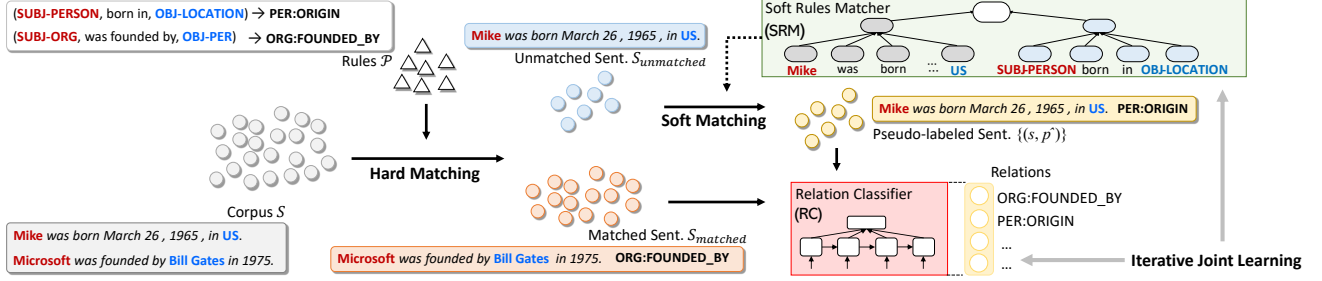 (SUBJ-PERSON, born in, OBJ-LOCATION) → PER:ORIGIN
(SUBJ-ORG, was founded by, OBJ-PER) → ORG:FOUNDED_BY
Rules 𝒫
Mike was born March 26 , 1965 , in US.
Unmatched Sent. S_unmatched
Soft Rules Matcher
(SRM)
Mike was born ... US
SUBJ-PERSON born in OBJ-LOCATION
Soft Matching
Mike was born March 26 , 1965 , in US. PER:ORIGIN
Pseudo-labeled Sent. {(s, p̂)}
Hard Matching
Corpus S
Mike was born March 26 , 1965 , in US.
Microsoft was founded by Bill Gates in 1975.
Matched Sent. S_matched
Microsoft was founded by Bill Gates in 1975. ORG:FOUNDED_BY
Relation Classifier
(RC)
Relations
ORG:FOUNDED_BY
PER:ORIGIN
...
...
Iterative Joint Learning